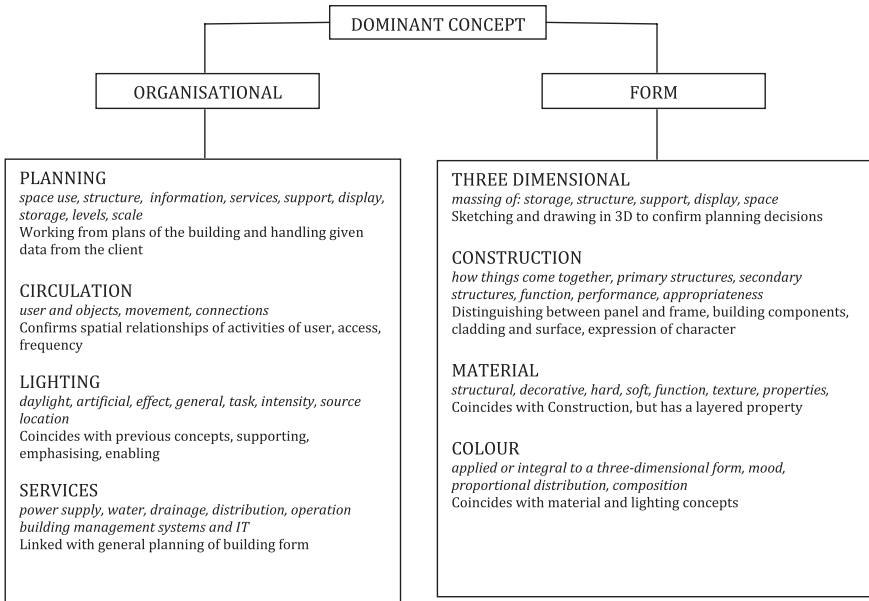 DOMINANT CONCEPT
ORGANISATIONAL
FORM
PLANNING
space use, structure, information, services, support, display,
storage, levels, scale
Working from plans of the building and handling given
data from the client
CIRCULATION
user and objects, movement, connections
Confirms spatial relationships of activities of user, access,
frequency
LIGHTING
daylight, artificial, effect, general, task, intensity, source
location
Coincides with previous concepts, supporting,
emphasising, enabling
SERVICES
power supply, water, drainage, distribution, operation
building management systems and IT
Linked with general planning of building form
THREE DIMENSIONAL
massing of: storage, structure, support, display, space
Sketching and drawing in 3D to confirm planning decisions
CONSTRUCTION
how things come together, primary structures, secondary
structures, function, performance, appropriateness
Distinguishing between panel and frame, building components,
cladding and surface, expression of character
MATERIAL
structural, decorative, hard, soft, function, texture, properties,
Coincides with Construction, but has a layered property
COLOUR
applied or integral to a three-dimensional form, mood,
proportional distribution, composition
Coincides with material and lighting concepts